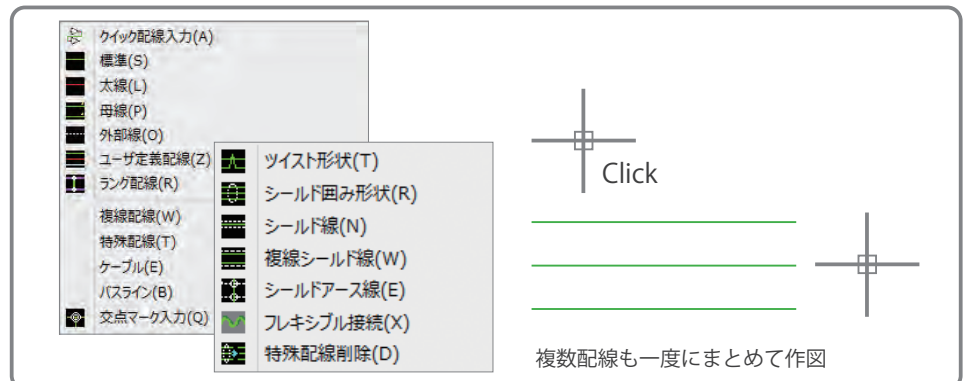 クイック配線入力(A)
標準(S)
太線(L)
母線(P)
外部線(O)
ユーザ定義配線(Z)
ラング配線(R)
複線配線(W)
特殊配線(T)
ケーブル(E)
バスライン(B)
交点マーク入力(Q)
ツイスト形状(T)
シールド囲み形状(R)
シールド線(N)
複線シールド線(W)
シールドアース線(E)
フレキシブル接続(X)
特殊配線削除(D)
Click
複数配線も一度にまとめて作図